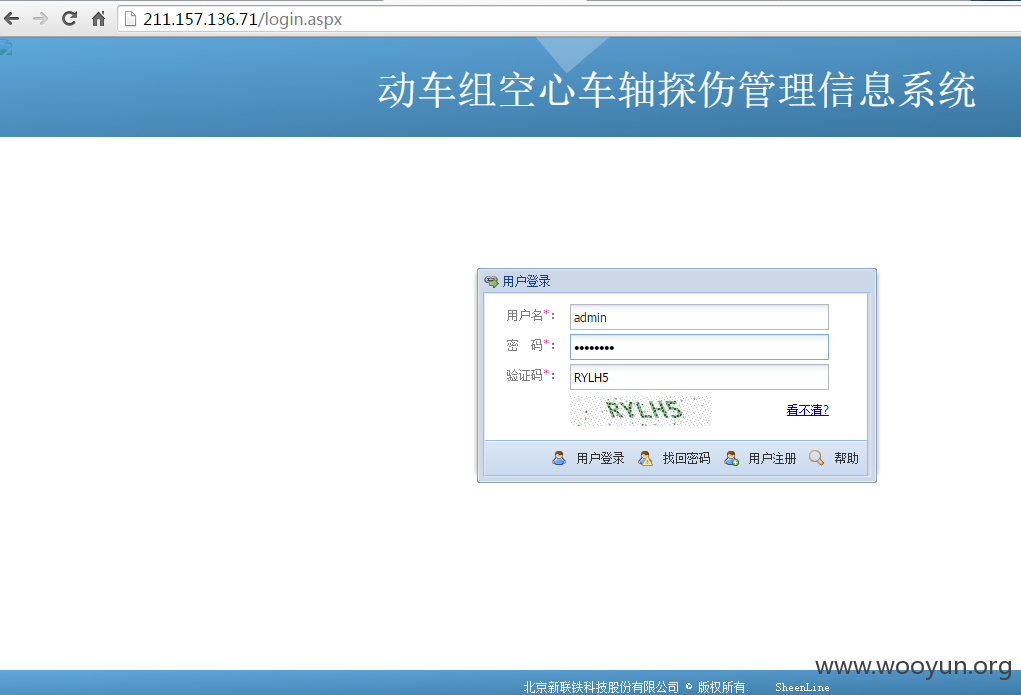 211.157.136.71/login.aspx
动车组空心车轴探伤管理信息系统
用户登录
用户名*: admin
密 码*: ••••••••
验证码*: RYLH5
RYLH5 看不清?
用户登录 找回密码 用户注册 帮助
www.wooyun.org
北京新联铁科技股份有限公司 © 版权所有. SheenLine